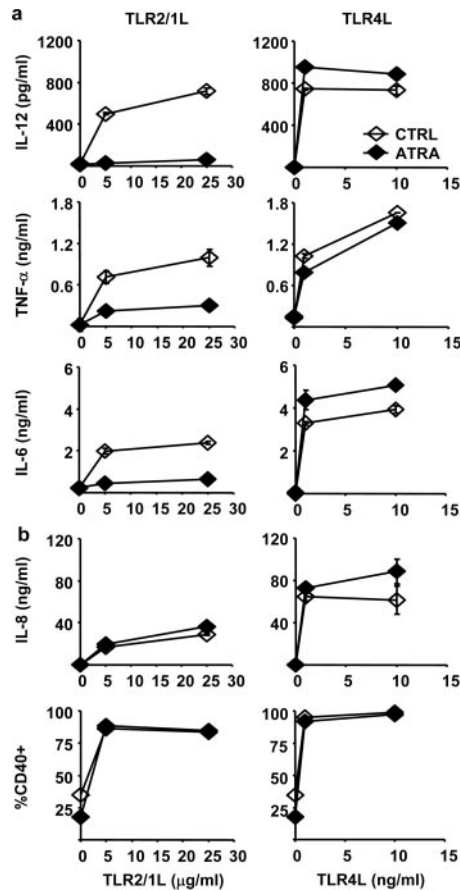 a
TLR2/1L
TLR4L
IL-12 (pg/ml)
1200
800
400
0
0 5 10 15 20 25 30
1200
900
600
300
0
0 5 10 15
CTRL
ATRA
TNF-α (ng/ml)
1.8
1.2
0.6
0 5 10 15 20 25 30
1.8
1.2
0.6
0 5 10 15
IL-6 (ng/ml)
6
4
2
0 5 10 15 20 25 30
6
4
2
0 5 10 15
b
IL-8 (ng/ml)
120
80
40
0
0 5 10 15 20 25 30
120
80
40
0
0 5 10 15
%CD40+
100
75
50
25
0 5 10 15 20 25 30
TLR2/1L (μg/ml)
100
75
50
25
0 5 10 15
TLR4L (ng/ml)